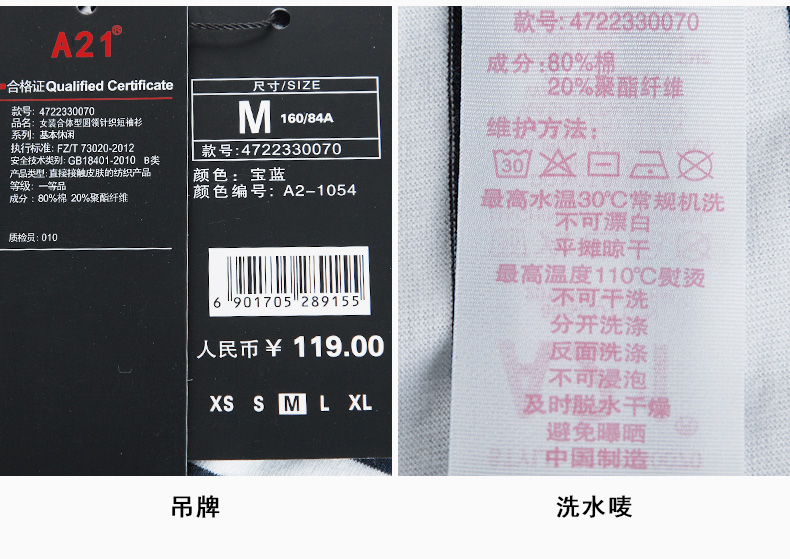 A21®
合格证Qualified Certificate
款号: 4722330070
品名: 女装合体型圆领针织短袖衫
系列: 基本休闲
执行标准: FZ/T 73020-2012
安全技术类别: GB18401-2010 B类
产品类型: 直接接触皮肤的纺织产品
等级: 一等品
成分: 80%棉 20%聚酯纤维
质检员: 010
尺寸/SIZE
M 160/84A
款号:4722330070
颜色: 宝蓝
颜色编号: A2-1054
6 901705 289155
人民币¥ 119.00
XS S M L XL
吊牌
款号: 4722330070
成分:80%棉
20%聚酯纤维
维护方法:
30
最高水温30℃常规机洗
不可漂白
平摊晾干
最高温度110℃熨烫
不可干洗
分开洗涤
反面洗涤
不可浸泡
及时脱水干燥
避免曝晒
中国制造
洗水唛